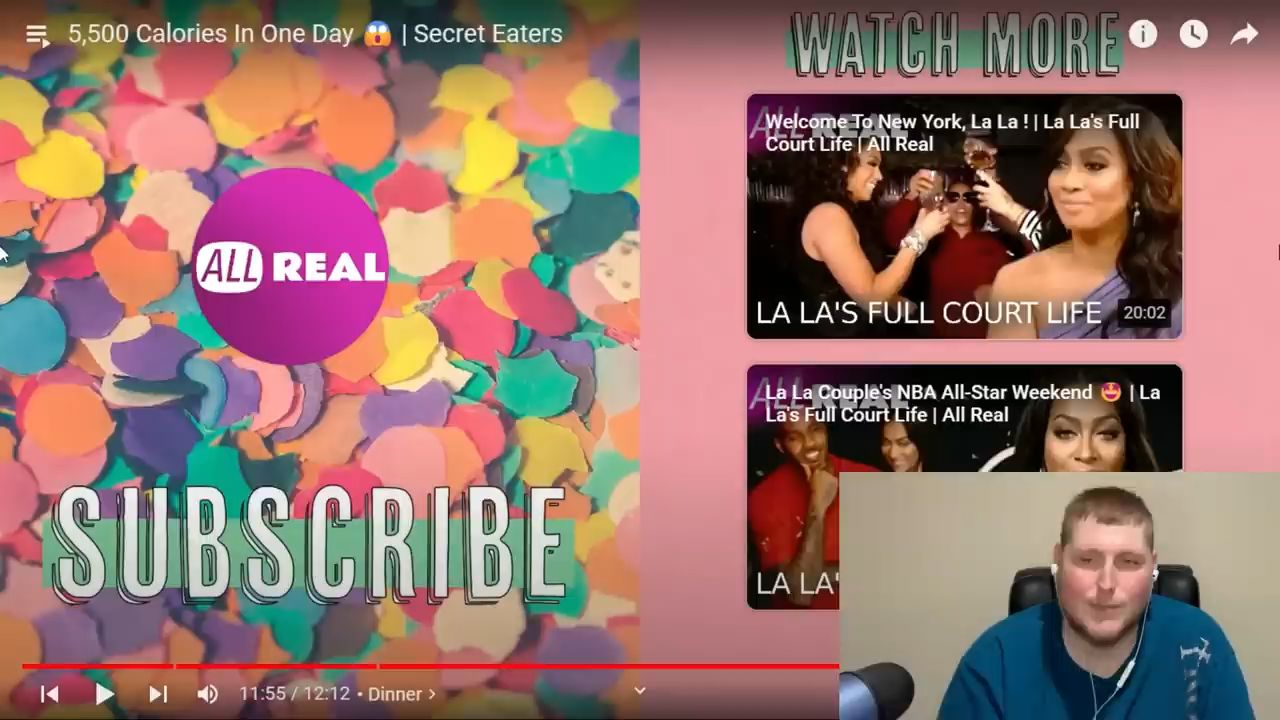 5,500 Calories In One Day 😱 | Secret Eaters
WATCH MORE
Welcome To New York, La La ! | La La's Full
Court Life | All Real
LA LA'S FULL COURT LIFE
20:02
ALL REAL
La La Couple's NBA All-Star Weekend 🤩 | La
La's Full Court Life | All Real
LA LA'
SUBSCRIBE
11:55 / 12:12 • Dinner